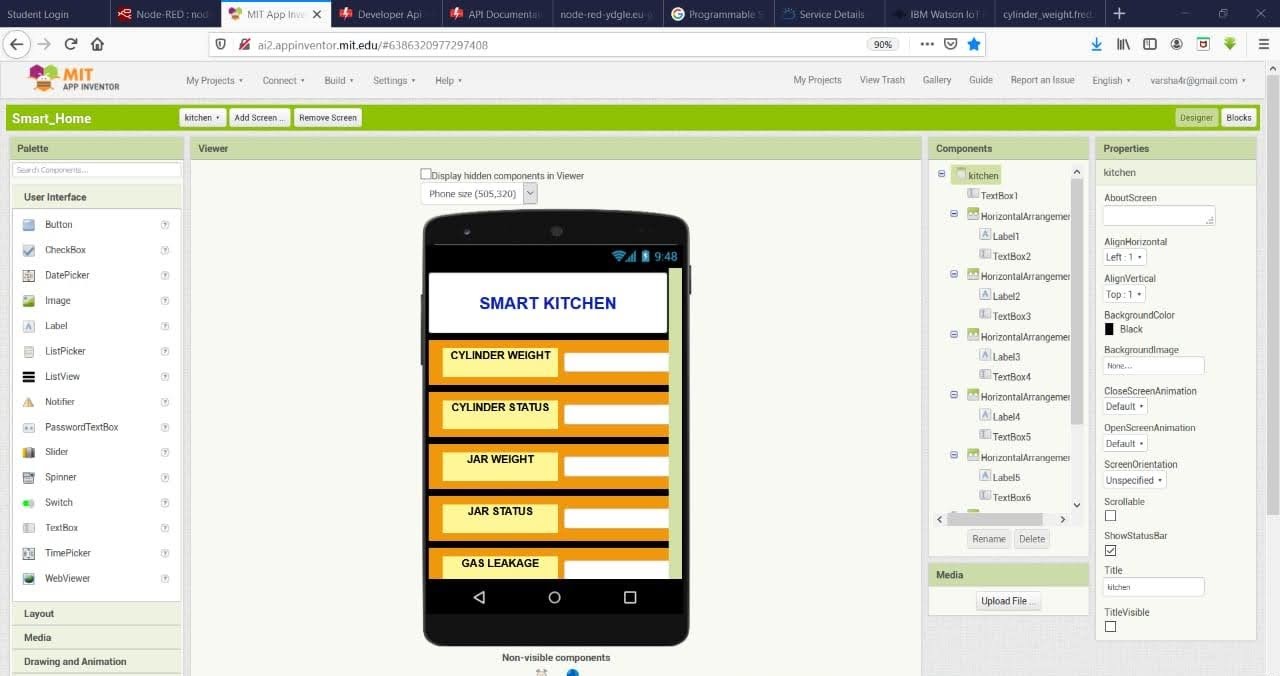 Student Login
Node-RED : nod
MIT App Inve
Developer Api
API Documenta
node-red-ydgle.eu-g
Programmable S
Service Details
IBM Watson IoT
cylinder_weight.fred.
ai2.appinventor.mit.edu/#6386320977297408
90%
MIT
APP INVENTOR
My Projects
Connect
Build
Settings
Help
My Projects
View Trash
Gallery
Guide
Report an Issue
English
varsha4r@gmail.com
Smart_Home
kitchen
Add Screen ...
Remove Screen
Designer
Blocks
Palette
Search Components...
User Interface
Button
CheckBox
DatePicker
Image
Label
ListPicker
ListView
Notifier
PasswordTextBox
Slider
Spinner
Switch
TextBox
TimePicker
WebViewer
Layout
Media
Drawing and Animation
Viewer
Display hidden components in Viewer
Phone size (505,320)
9:48
SMART KITCHEN
CYLINDER WEIGHT
CYLINDER STATUS
JAR WEIGHT
JAR STATUS
GAS LEAKAGE
Non-visible components
Components
kitchen
TextBox1
HorizontalArrangemen
Label1
TextBox2
HorizontalArrangemen
Label2
TextBox3
HorizontalArrangemen
Label3
TextBox4
HorizontalArrangemen
Label4
TextBox5
HorizontalArrangemen
Label5
TextBox6
Rename
Delete
Media
Upload File ...
Properties
kitchen
AboutScreen
AlignHorizontal
Left : 1
AlignVertical
Top : 1
BackgroundColor
Black
BackgroundImage
None...
CloseScreenAnimation
Default
OpenScreenAnimation
Default
ScreenOrientation
Unspecified
Scrollable
ShowStatusBar
Title
kitchen
TitleVisible